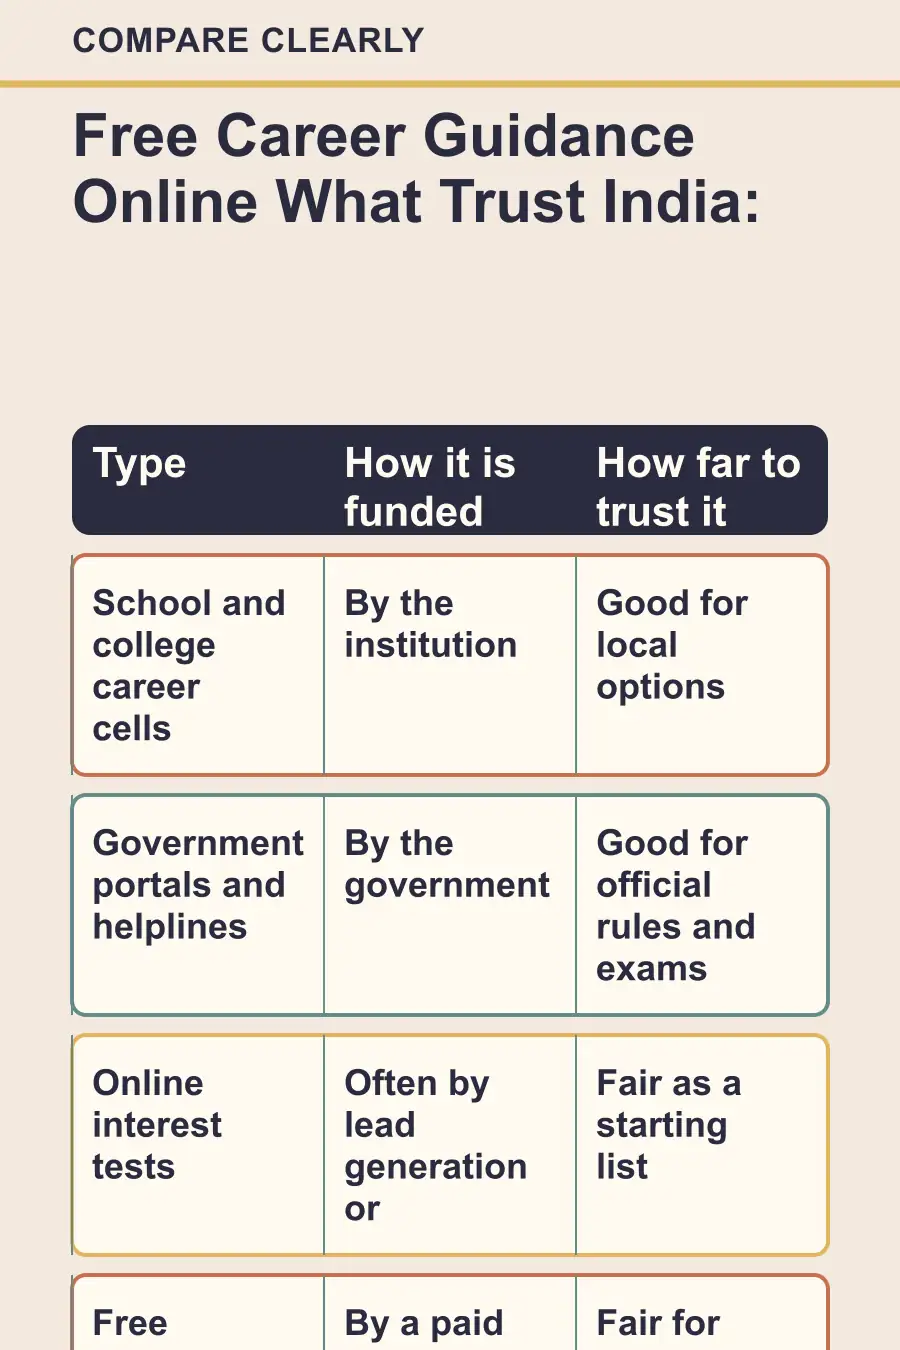 COMPARE CLEARLY
Free Career Guidance
Online What Trust India:
Type
How it is
funded
How far to
trust it
School and
college
career
cells
By the
institution
Good for
local
options
Government
portals and
helplines
By the
government
Good for
official
rules and
exams
Online
interest
tests
Often by
lead
generation
or
Fair as a
starting
list
Free
By a paid
Fair for